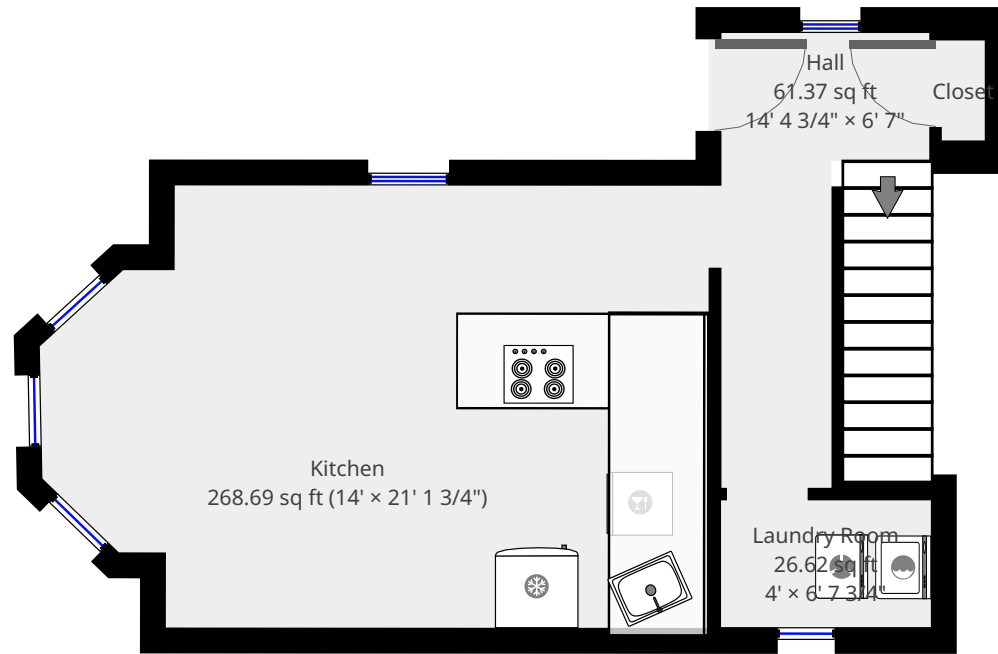 Hall
61.37 sq ft
14' 4 3/4" × 6' 7"
Closet
Kitchen
268.69 sq ft (14' × 21' 1 3/4")
Laundry Room
26.62 sq ft
4' × 6' 7 3/4"